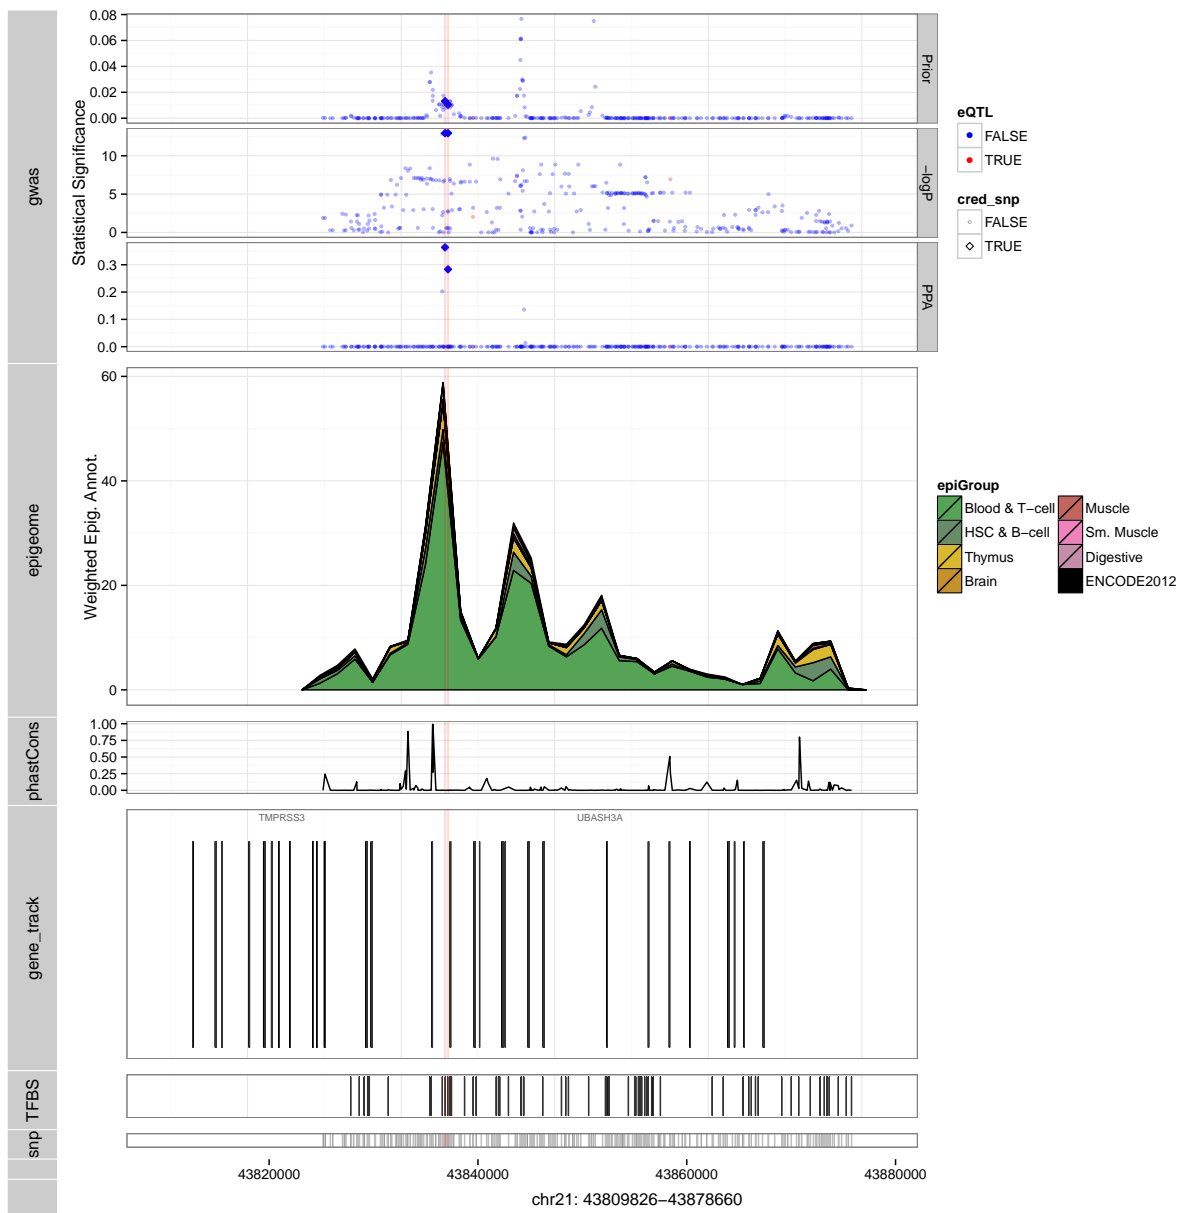 gwas
Statistical Significance
0.08
0.06
0.04
0.02
0.00
Prior
10
5
0
−logP
0.3
0.2
0.1
0.0
PPA
eQTL
FALSE
TRUE
cred_snp
FALSE
TRUE
epigeome
Weighted Epig. Annot.
60
40
20
0
epiGroup
Blood & T−cell
HSC & B−cell
Thymus
Brain
Muscle
Sm. Muscle
Digestive
ENCODE2012
phastCons
1.00
0.75
0.50
0.25
0.00
gene_track
TMPRSS3
UBASH3A
TFBS
snp
43820000
43840000
43860000
43880000
chr21: 43809826−43878660